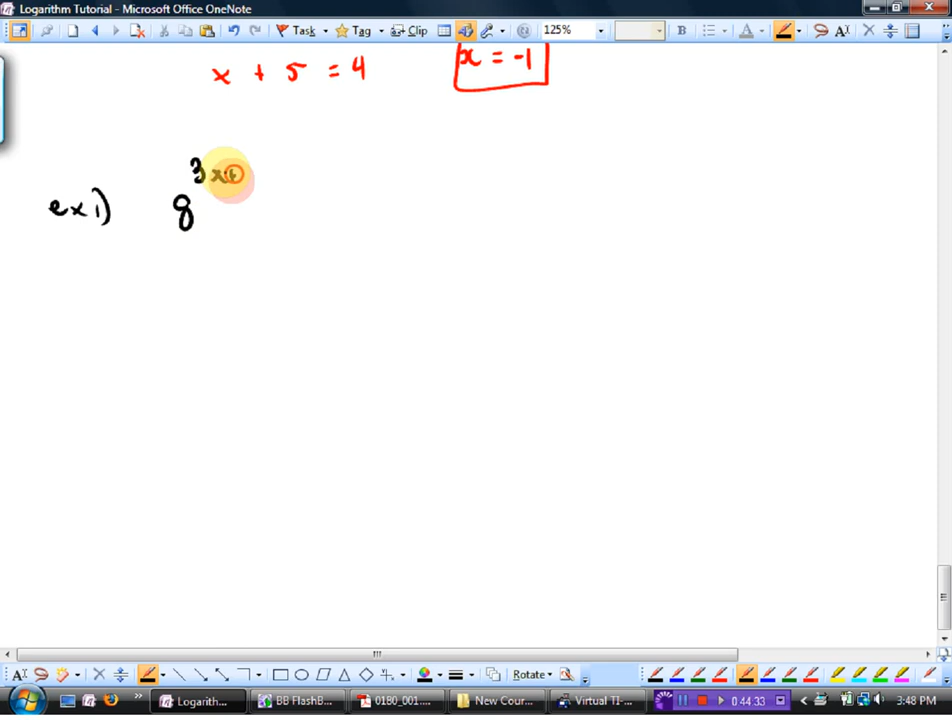 Logarithm Tutorial - Microsoft Office OneNote
Task Tag Clip 125% B A
x + 5 = 4
x = -1
ex 1) 8^{3x+
Rotate
Logarith... BB FlashB... 0180_001.... New Cour... Virtual TI-... 0:44:33 3:48 PM